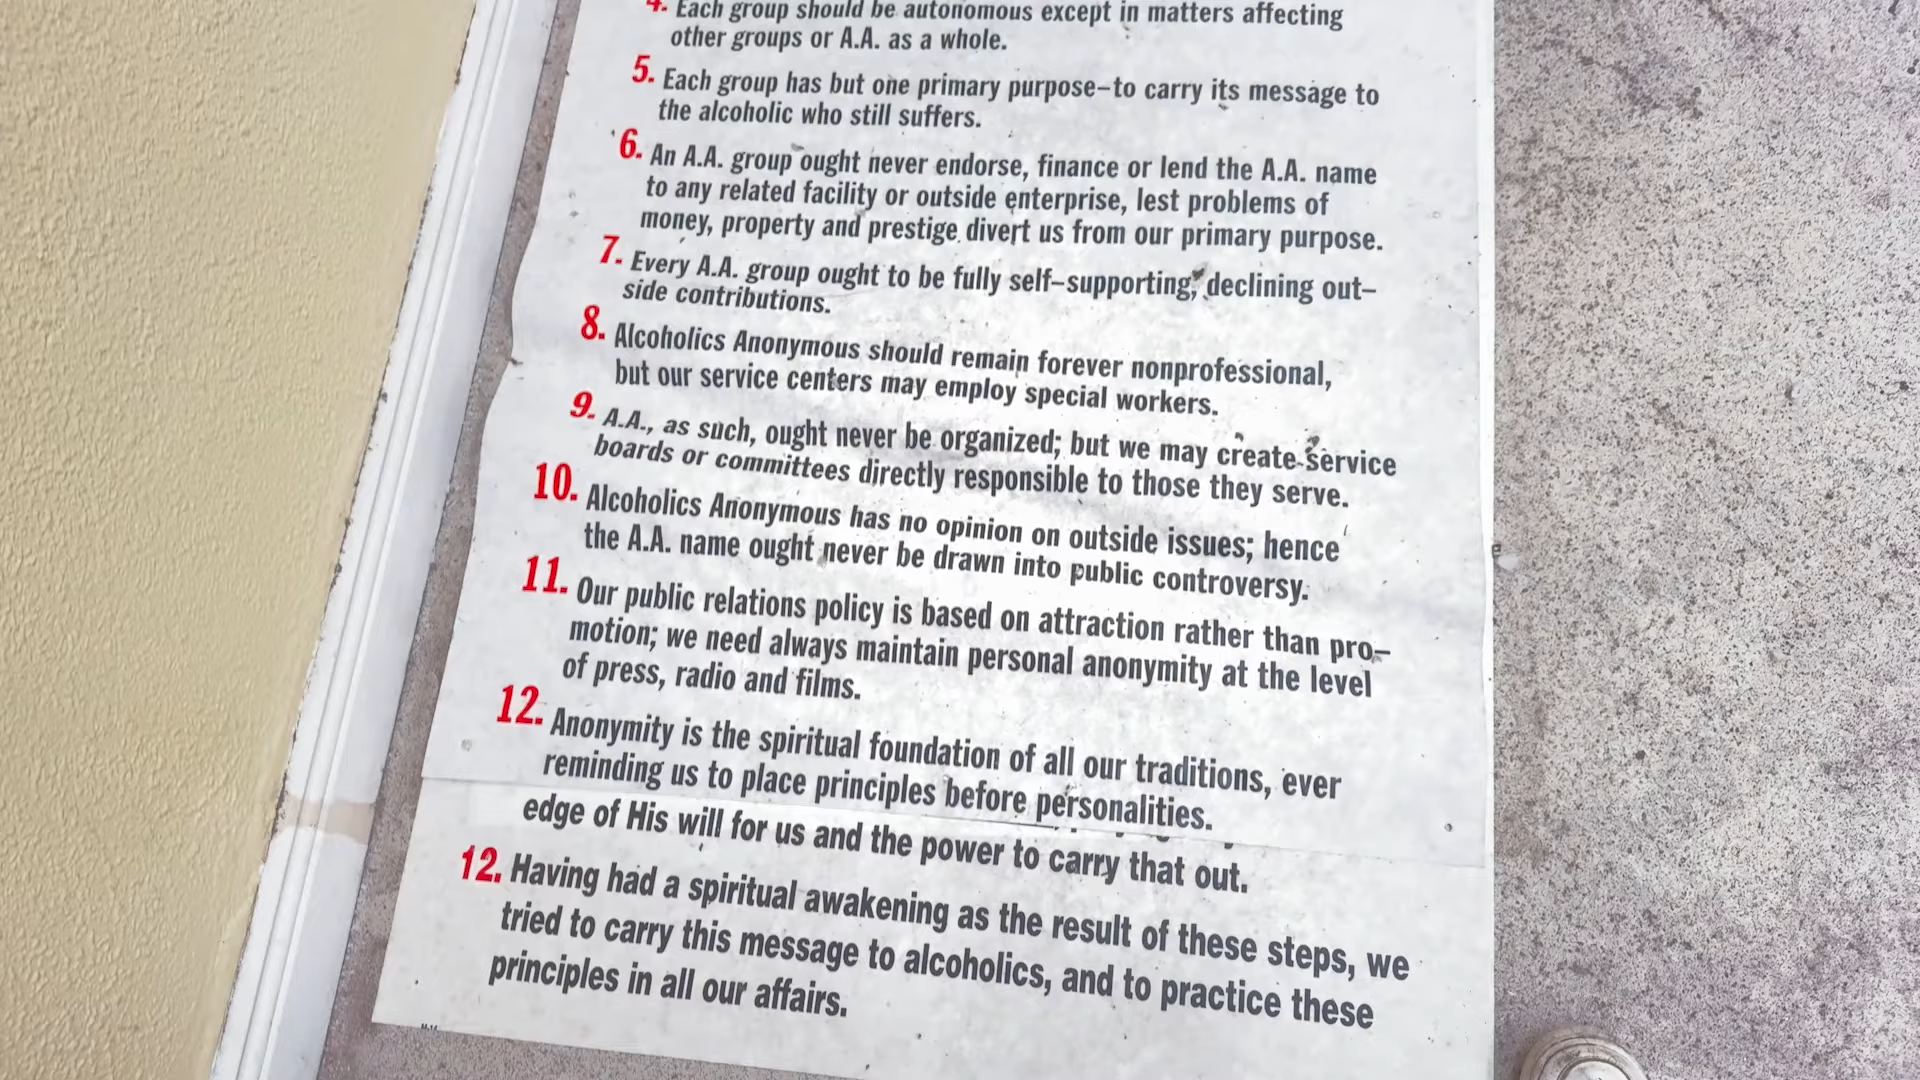 4. Each group should be autonomous except in matters affecting
other groups or A.A. as a whole.
5. Each group has but one primary purpose–to carry its message to
the alcoholic who still suffers.
6. An A.A. group ought never endorse, finance or lend the A.A. name
to any related facility or outside enterprise, lest problems of
money, property and prestige divert us from our primary purpose.
7. Every A.A. group ought to be fully self–supporting, declining out–
side contributions.
8. Alcoholics Anonymous should remain forever nonprofessional,
but our service centers may employ special workers.
9. A.A., as such, ought never be organized; but we may create service
boards or committees directly responsible to those they serve.
10. Alcoholics Anonymous has no opinion on outside issues; hence
the A.A. name ought never be drawn into public controversy.
11. Our public relations policy is based on attraction rather than pro–
motion; we need always maintain personal anonymity at the level
of press, radio and films.
12. Anonymity is the spiritual foundation of all our traditions, ever
reminding us to place principles before personalities.
edge of His will for us and the power to carry that out.
12. Having had a spiritual awakening as the result of these steps, we
tried to carry this message to alcoholics, and to practice these
principles in all our affairs.